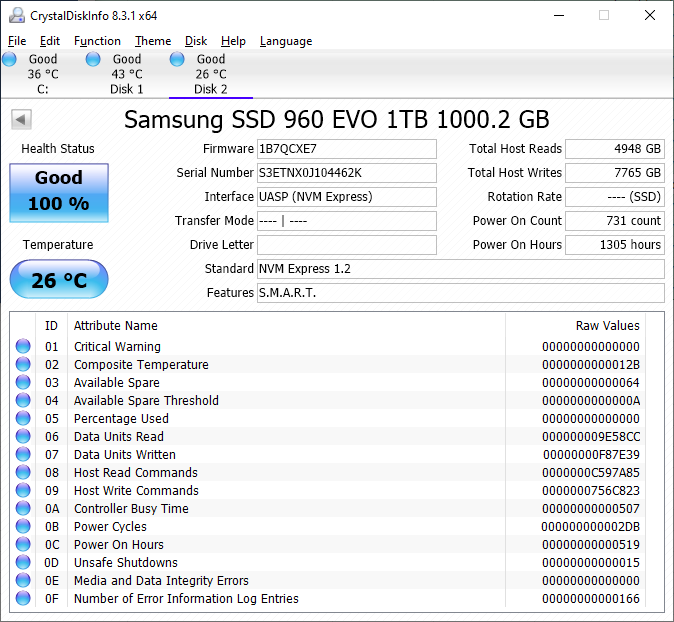 CrystalDiskInfo 8.3.1 x64
File Edit Function Theme Disk Help Language
Good Good Good
36 °C 43 °C 26 °C
C: Disk 1 Disk 2
Samsung SSD 960 EVO 1TB 1000.2 GB
Health Status
Good
100 %
Temperature
26 °C
Firmware 1B7QCXE7
Serial Number S3ETNX0J104462K
Interface UASP (NVM Express)
Transfer Mode ---- | ----
Drive Letter
Standard NVM Express 1.2
Features S.M.A.R.T.
Total Host Reads 4948 GB
Total Host Writes 7765 GB
Rotation Rate ---- (SSD)
Power On Count 731 count
Power On Hours 1305 hours
ID Attribute Name Raw Values
01 Critical Warning 00000000000000
02 Composite Temperature 0000000000012B
03 Available Spare 00000000000064
04 Available Spare Threshold 0000000000000A
05 Percentage Used 00000000000000
06 Data Units Read 000000009E58CC
07 Data Units Written 00000000F87E39
08 Host Read Commands 0000000C597A85
09 Host Write Commands 0000000756C823
0A Controller Busy Time 00000000000507
0B Power Cycles 000000000002DB
0C Power On Hours 00000000000519
0D Unsafe Shutdowns 00000000000015
0E Media and Data Integrity Errors 00000000000000
0F Number of Error Information Log Entries 00000000000166